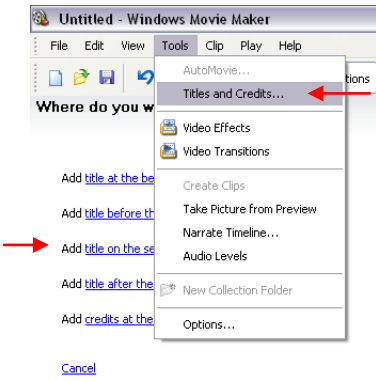 Untitled - Windows Movie Maker
File Edit View Tools Clip Play Help
AutoMovie...
Titles and Credits...
tions
Where do you w
Video Effects
Video Transitions
Add title at the be
Create Clips
Add title before th
Take Picture from Preview
Narrate Timeline...
Add title on the se
Audio Levels
Add title after the
New Collection Folder
Add credits at the
Options...
Cancel